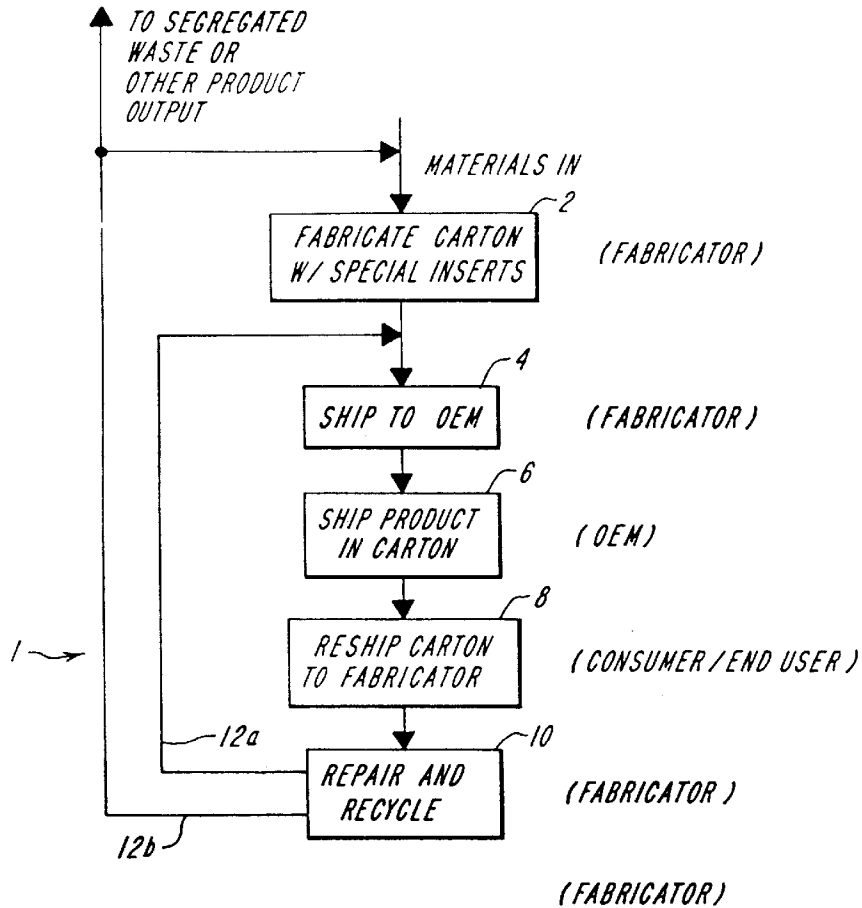 TO SEGREGATED
WASTE OR
OTHER PRODUCT
OUTPUT
MATERIALS IN
2
FABRICATE CARTON
W/ SPECIAL INSERTS
(FABRICATOR)
4
SHIP TO OEM
(FABRICATOR)
6
SHIP PRODUCT
IN CARTON
(OEM)
8
1
RESHIP CARTON
TO FABRICATOR
(CONSUMER/END USER)
12a
10
REPAIR AND
RECYCLE
(FABRICATOR)
12b
(FABRICATOR)